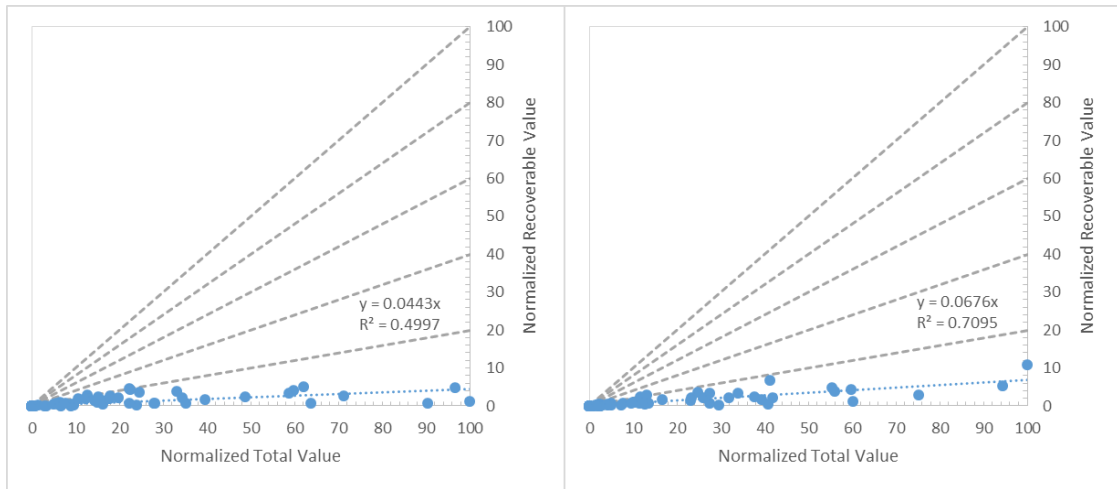 100
90
80
70
60
50
40
30
20
10
0
Normalized Recoverable Value
y = 0.0443x
R² = 0.4997
0 10 20 30 40 50 60 70 80 90 100
Normalized Total Value
100
90
80
70
60
50
40
30
20
10
0
Normalized Recoverable Value
y = 0.0676x
R² = 0.7095
0 10 20 30 40 50 60 70 80 90 100
Normalized Total Value